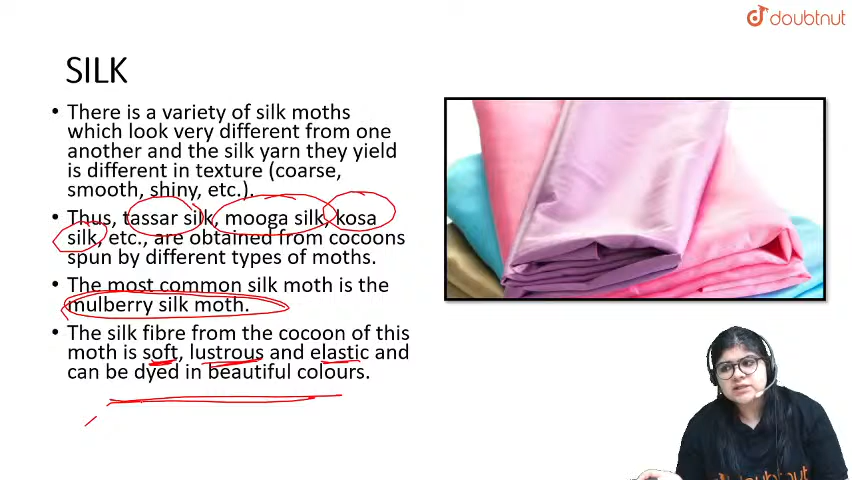 doubtnut
SILK
• There is a variety of silk moths
which look very different from one
another and the silk yarn they yield
is different in texture (coarse,
smooth, shiny, etc.).
• Thus, tassar silk, mooga silk, kosa
silk, etc., are obtained from cocoons
spun by different types of moths.
• The most common silk moth is the
mulberry silk moth.
• The silk fibre from the cocoon of this
moth is soft, lustrous and elastic and
can be dyed in beautiful colours.
doubtnut